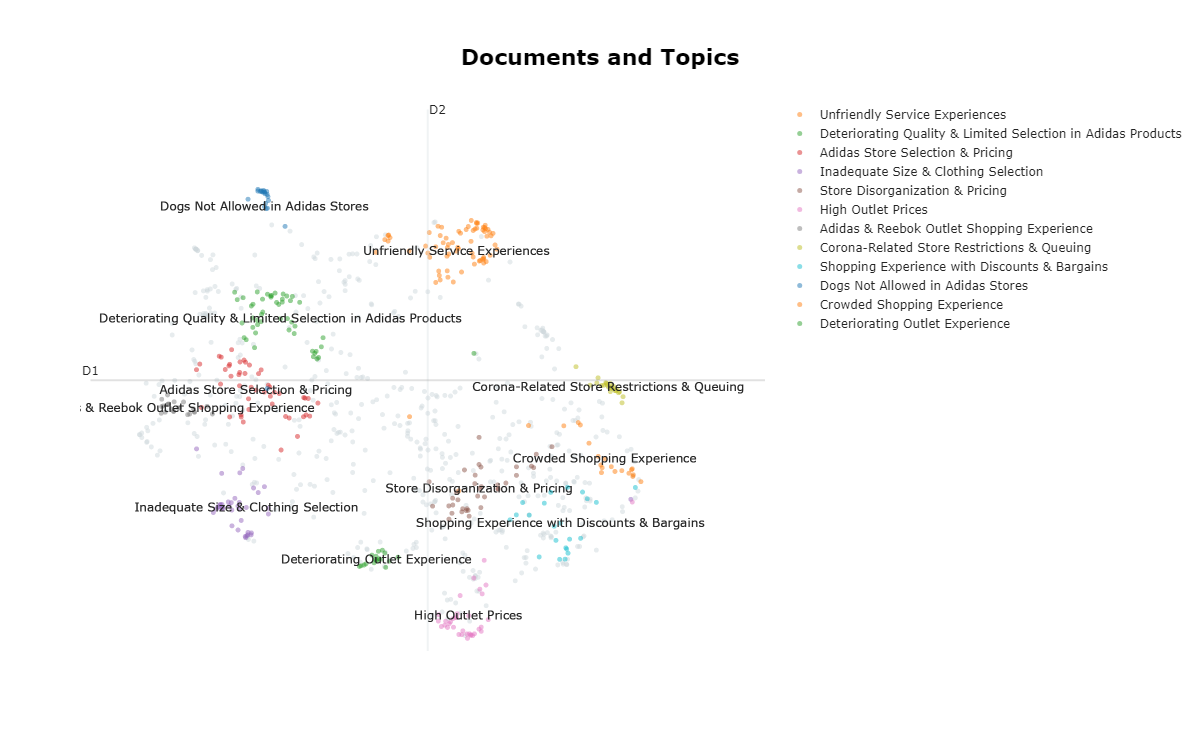 Documents and Topics
D2
Unfriendly Service Experiences
Deteriorating Quality & Limited Selection in Adidas Products
Adidas Store Selection & Pricing
Inadequate Size & Clothing Selection
Store Disorganization & Pricing
High Outlet Prices
Adidas & Reebok Outlet Shopping Experience
Corona-Related Store Restrictions & Queuing
Shopping Experience with Discounts & Bargains
Dogs Not Allowed in Adidas Stores
Crowded Shopping Experience
Deteriorating Outlet Experience
Dogs Not Allowed in Adidas Stores
Unfriendly Service Experiences
Deteriorating Quality & Limited Selection in Adidas Products
D1
Adidas Store Selection & Pricing
Corona-Related Store Restrictions & Queuing
& Reebok Outlet Shopping Experience
Crowded Shopping Experience
Store Disorganization & Pricing
Inadequate Size & Clothing Selection
Shopping Experience with Discounts & Bargains
Deteriorating Outlet Experience
High Outlet Prices